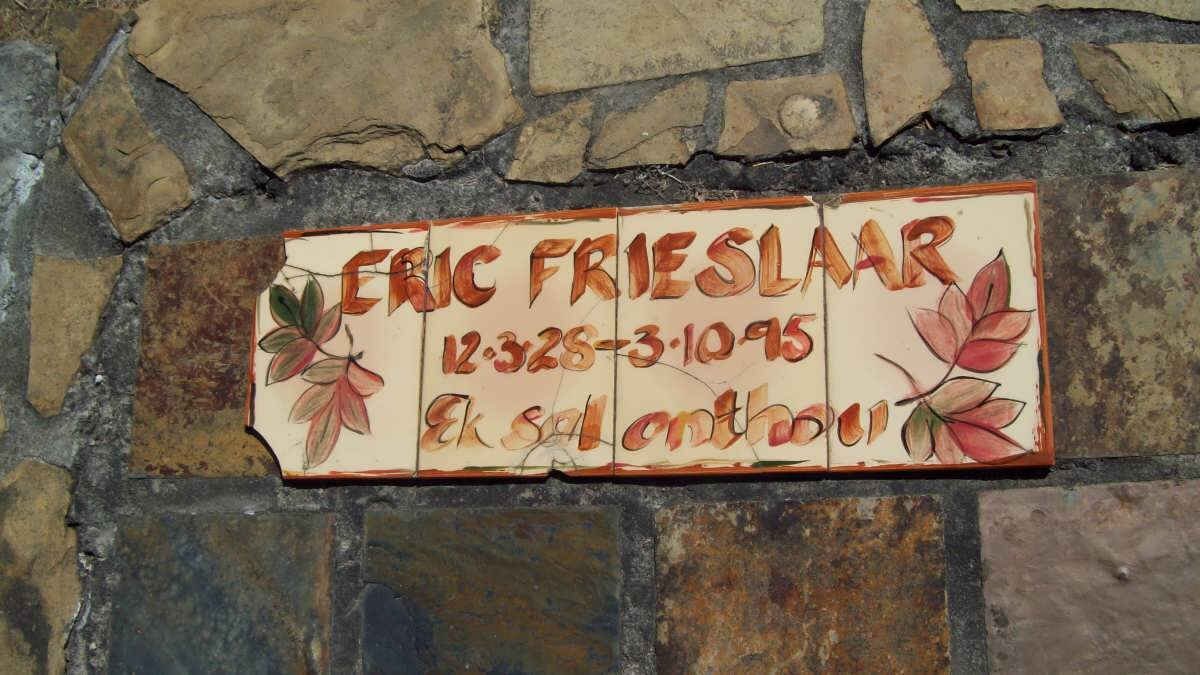 ERIC FRIESLAAR
12·3·28-3·10·95
Ek sal onthou